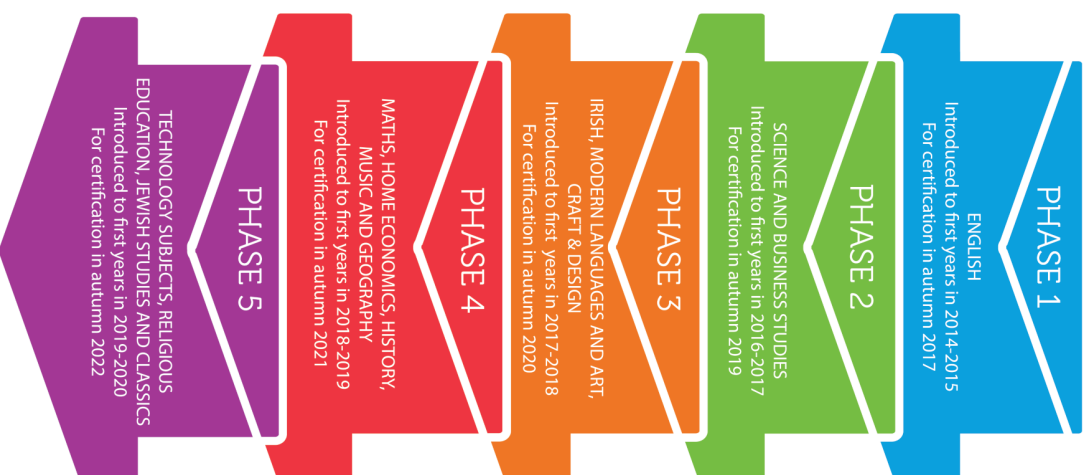 PHASE 1
ENGLISH
Introduced to first years in 2014-2015
For certification in autumn 2017
PHASE 2
SCIENCE AND BUSINESS STUDIES
Introduced to first years in 2016-2017
For certification in autumn 2019
PHASE 3
IRISH, MODERN LANGUAGES AND ART,
CRAFT & DESIGN
Introduced to first years in 2017-2018
For certification in autumn 2020
PHASE 4
MATHS, HOME ECONOMICS, HISTORY,
MUSIC AND GEOGRAPHY
Introduced to first years in 2018-2019
For certification in autumn 2021
PHASE 5
TECHNOLOGY SUBJECTS, RELIGIOUS
EDUCATION, JEWISH STUDIES AND CLASSICS
Introduced to first years in 2019-2020
For certification in autumn 2022